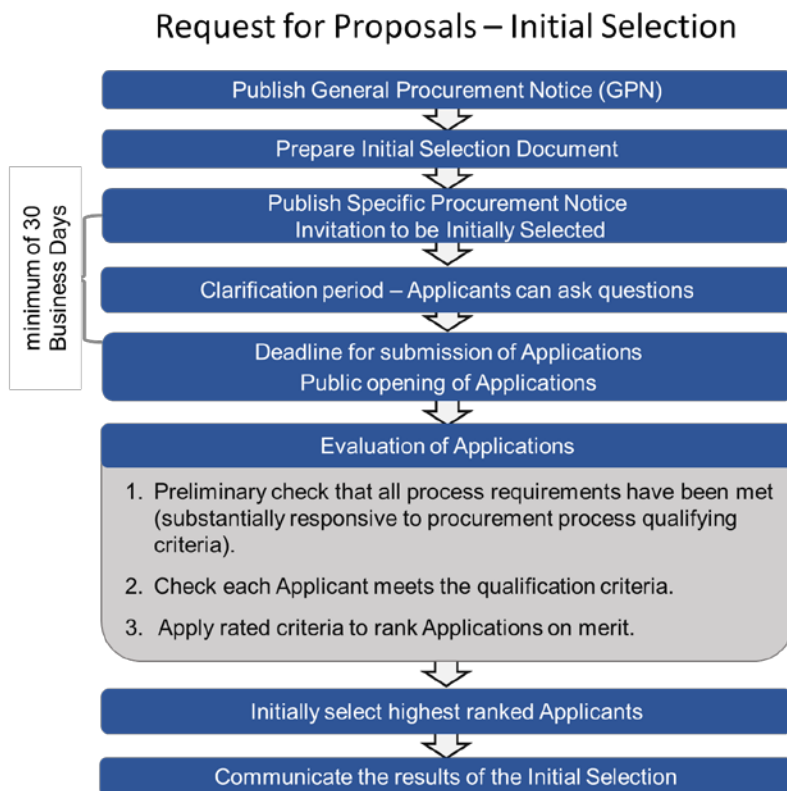 Request for Proposals – Initial Selection
Publish General Procurement Notice (GPN)
Prepare Initial Selection Document
minimum of 30
Business Days
Publish Specific Procurement Notice
Invitation to be Initially Selected
Clarification period – Applicants can ask questions
Deadline for submission of Applications
Public opening of Applications
Evaluation of Applications
1. Preliminary check that all process requirements have been met
(substantially responsive to procurement process qualifying
criteria).
2. Check each Applicant meets the qualification criteria.
3. Apply rated criteria to rank Applications on merit.
Initially select highest ranked Applicants
Communicate the results of the Initial Selection